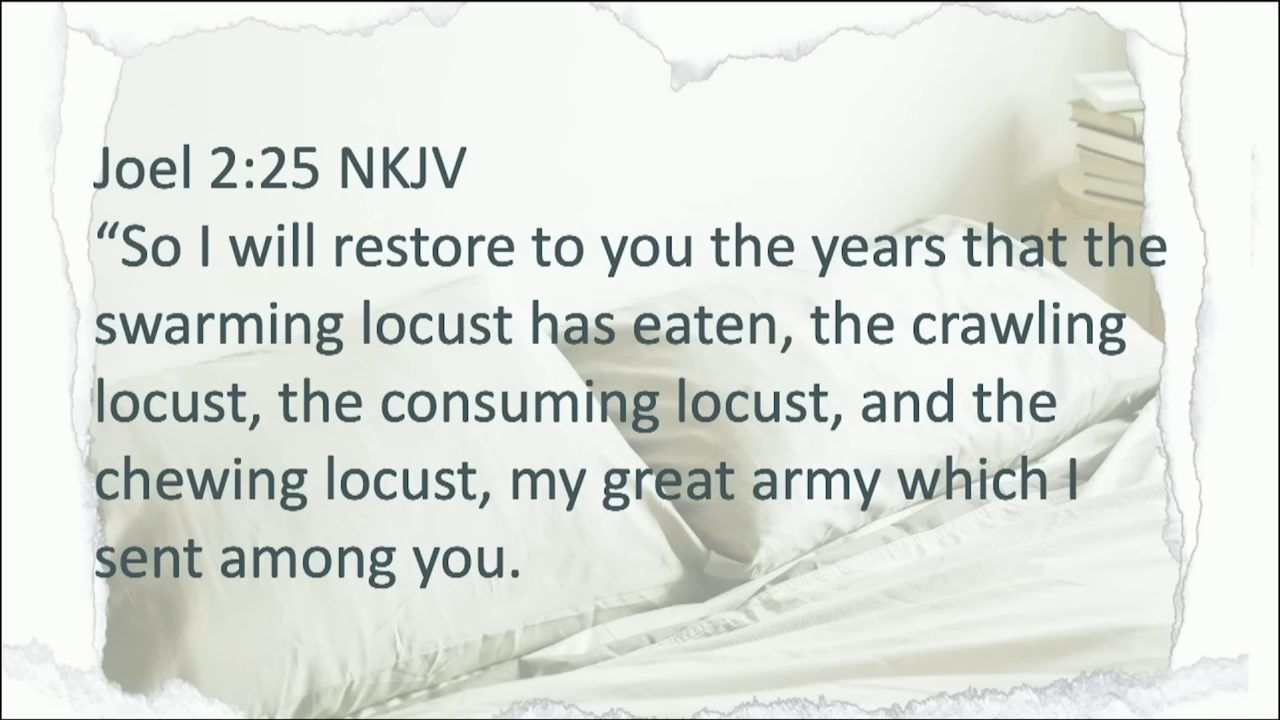 Joel 2:25 NKJV
“So I will restore to you the years that the
swarming locust has eaten, the crawling
locust, the consuming locust, and the
chewing locust, my great army which I
sent among you.